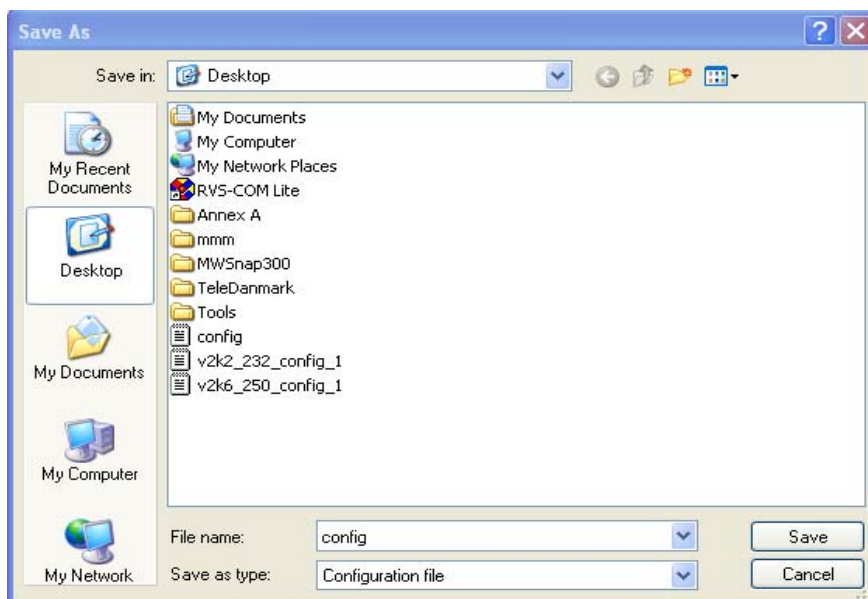 Save As
Save in:
Desktop
My Recent
Documents
Desktop
My Documents
My Computer
My Network
My Documents
My Computer
My Network Places
RVS-COM Lite
Annex A
mmm
MWSnap300
TeleDanmark
Tools
config
v2k2_232_config_1
v2k6_250_config_1
File name:
config
Save
Save as type:
Configuration file
Cancel